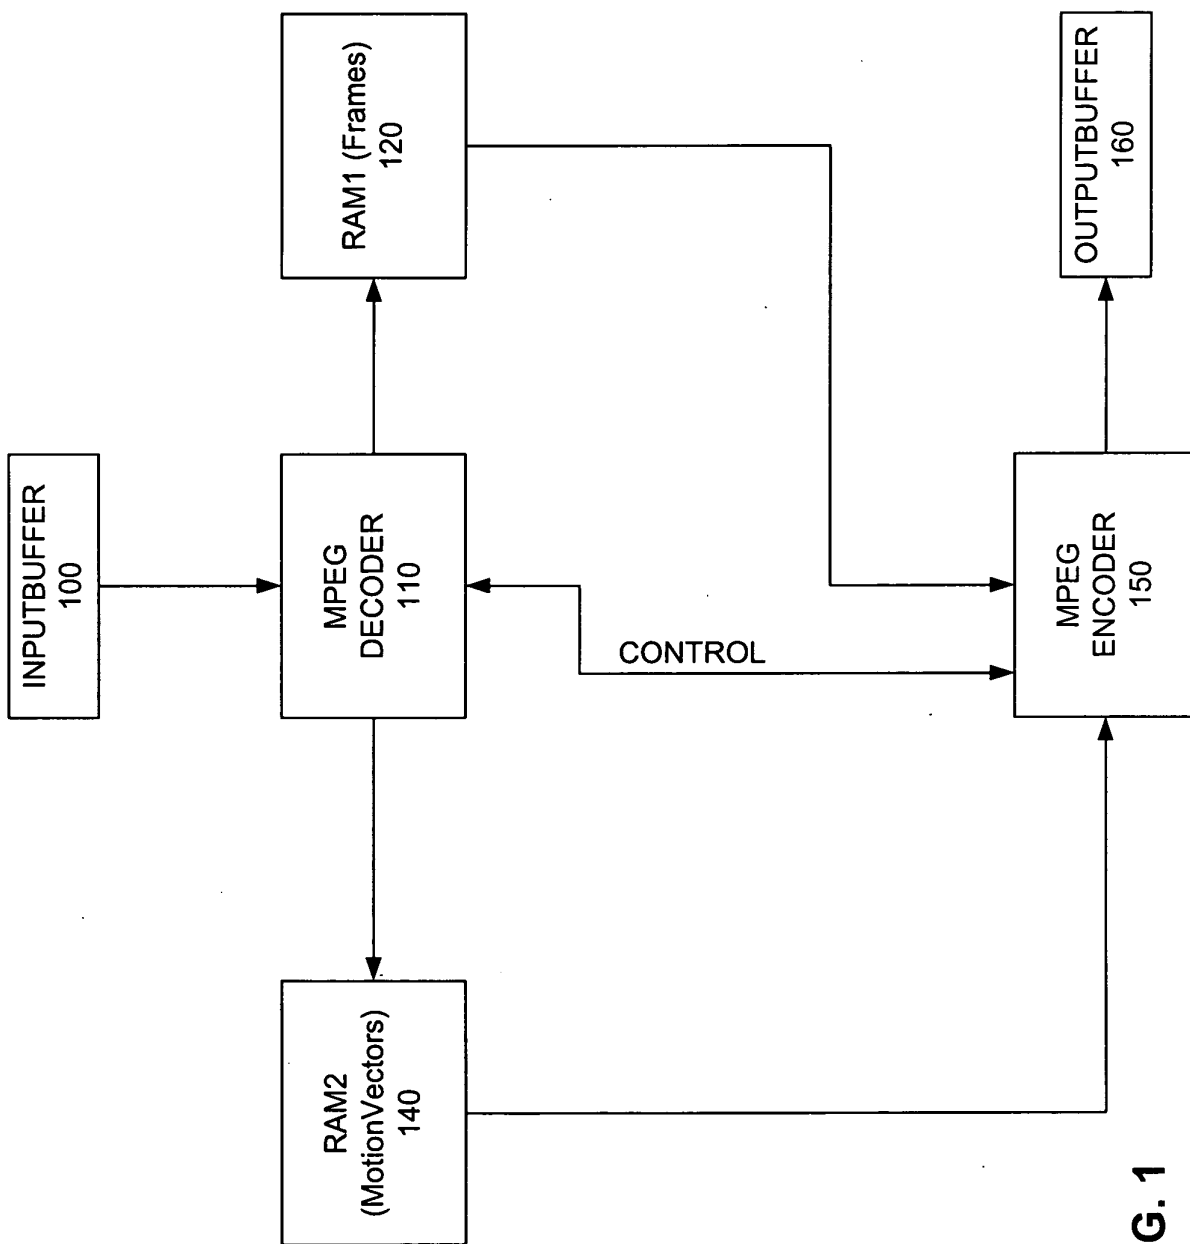 INPUTBUFFER
100
RAM2
(MotionVectors)
140
MPEG
DECODER
110
RAM1 (Frames)
120
CONTROL
MPEG
ENCODER
150
OUTPUTBUFFER
160
G. 1